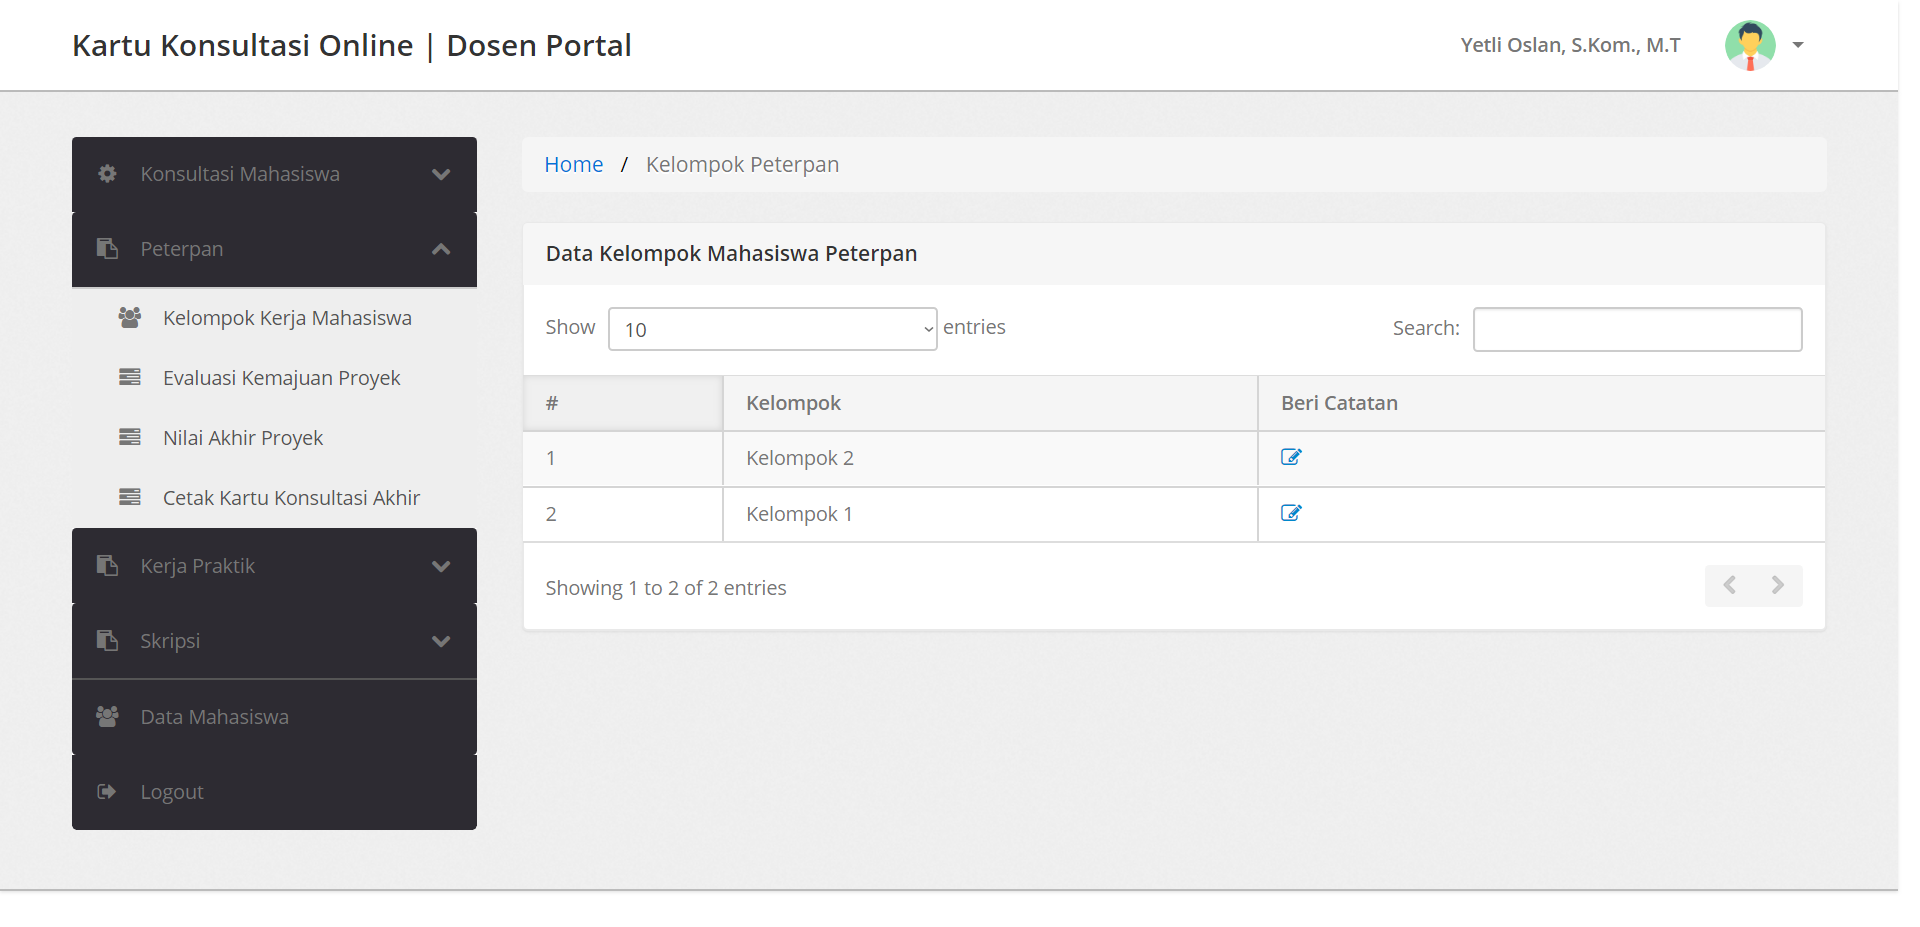 Kartu Konsultasi Online | Dosen Portal
Yetli Oslan, S.Kom., M.T
Konsultasi Mahasiswa
Peterpan
Kelompok Kerja Mahasiswa
Evaluasi Kemajuan Proyek
Nilai Akhir Proyek
Cetak Kartu Konsultasi Akhir
Kerja Praktik
Skripsi
Data Mahasiswa
Logout
Home / Kelompok Peterpan
Data Kelompok Mahasiswa Peterpan
Show 10 entries
Search:
# Kelompok Beri Catatan
1 Kelompok 2
2 Kelompok 1
Showing 1 to 2 of 2 entries